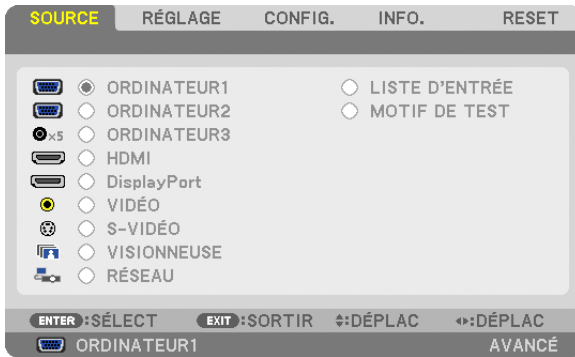 SOURCE RÉGLAGE CONFIG. INFO. RESET
ORDINATEUR1 LISTE D'ENTRÉE
ORDINATEUR2 MOTIF DE TEST
×5 ORDINATEUR3
HDMI
DisplayPort
VIDÉO
S-VIDÉO
VISIONNEUSE
RÉSEAU
ENTER :SÉLECT EXIT :SORTIR :DÉPLAC :DÉPLAC
ORDINATEUR1 AVANCÉ